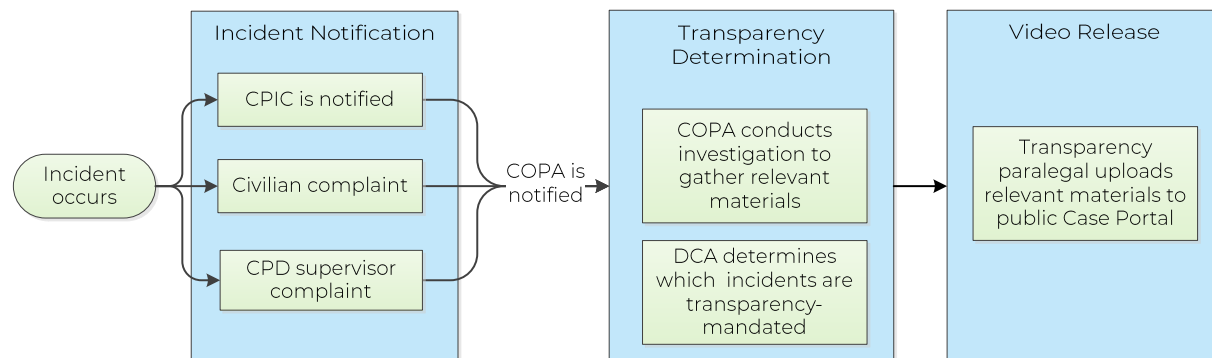 Incident
occurs
Incident Notification
CPIC is notified
Civilian complaint
CPD supervisor
complaint
COPA is
notified
Transparency
Determination
COPA conducts
investigation to
gather relevant
materials
DCA determines
which incidents are
transparency-
mandated
Video Release
Transparency
paralegal uploads
relevant materials to
public Case Portal